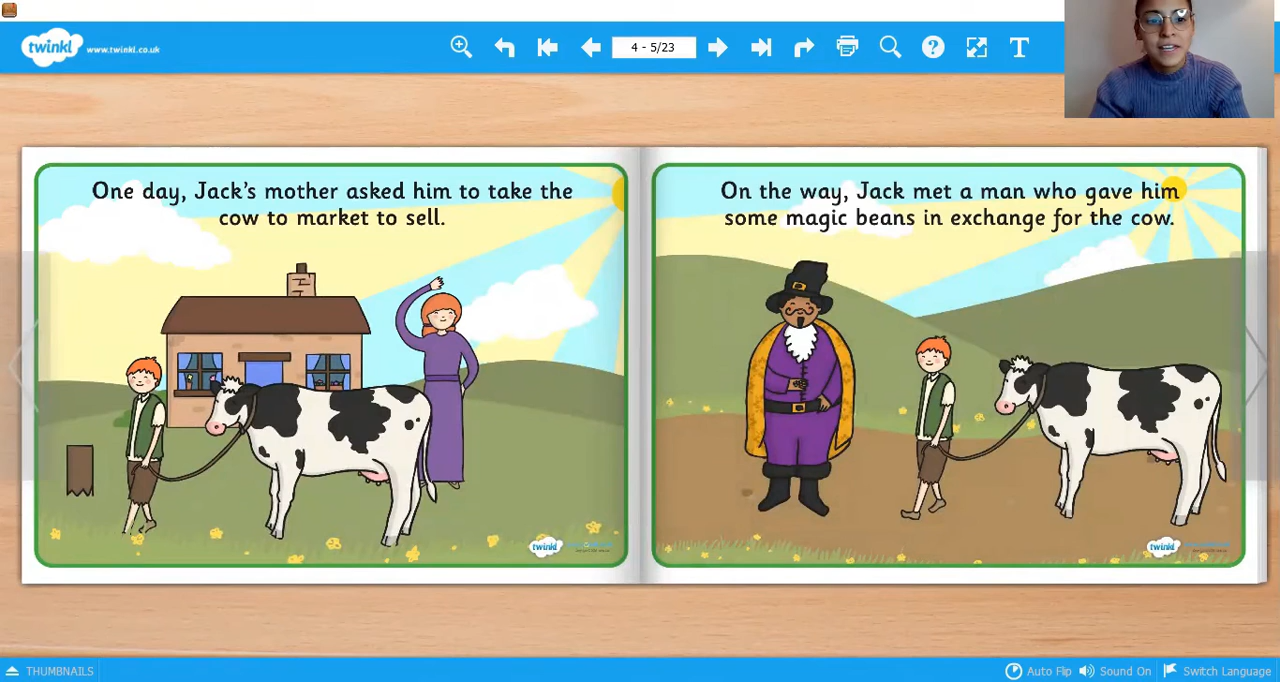 twinkl www.twinkl.co.uk
4 - 5/23
T
One day, Jack's mother asked him to take the
cow to market to sell.
twinkl
On the way, Jack met a man who gave him
some magic beans in exchange for the cow.
twinkl
THUMBNAILS
Auto Flip Sound On Switch Language